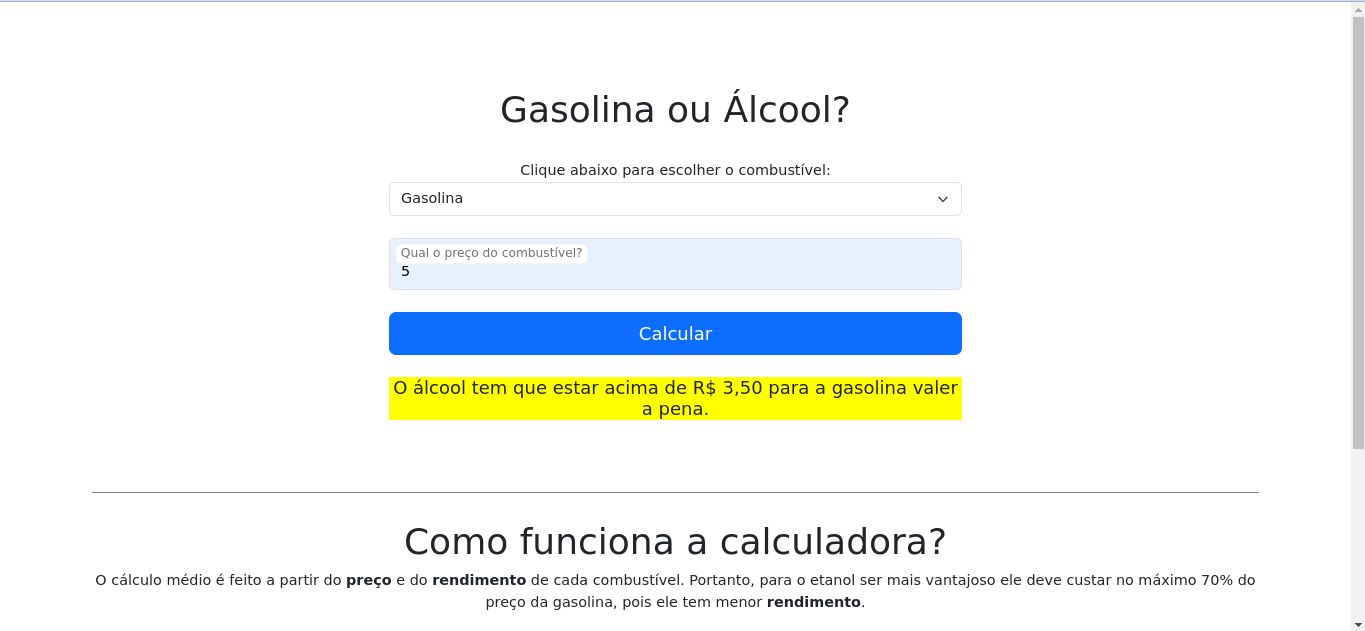 Gasolina ou Álcool?
Clique abaixo para escolher o combustível:
Gasolina
Qual o preço do combustível?
5
Calcular
O álcool tem que estar acima de R$ 3,50 para a gasolina valer
a pena.
Como funciona a calculadora?
O cálculo médio é feito a partir do preço e do rendimento de cada combustível. Portanto, para o etanol ser mais vantajoso ele deve custar no máximo 70% do
preço da gasolina, pois ele tem menor rendimento.